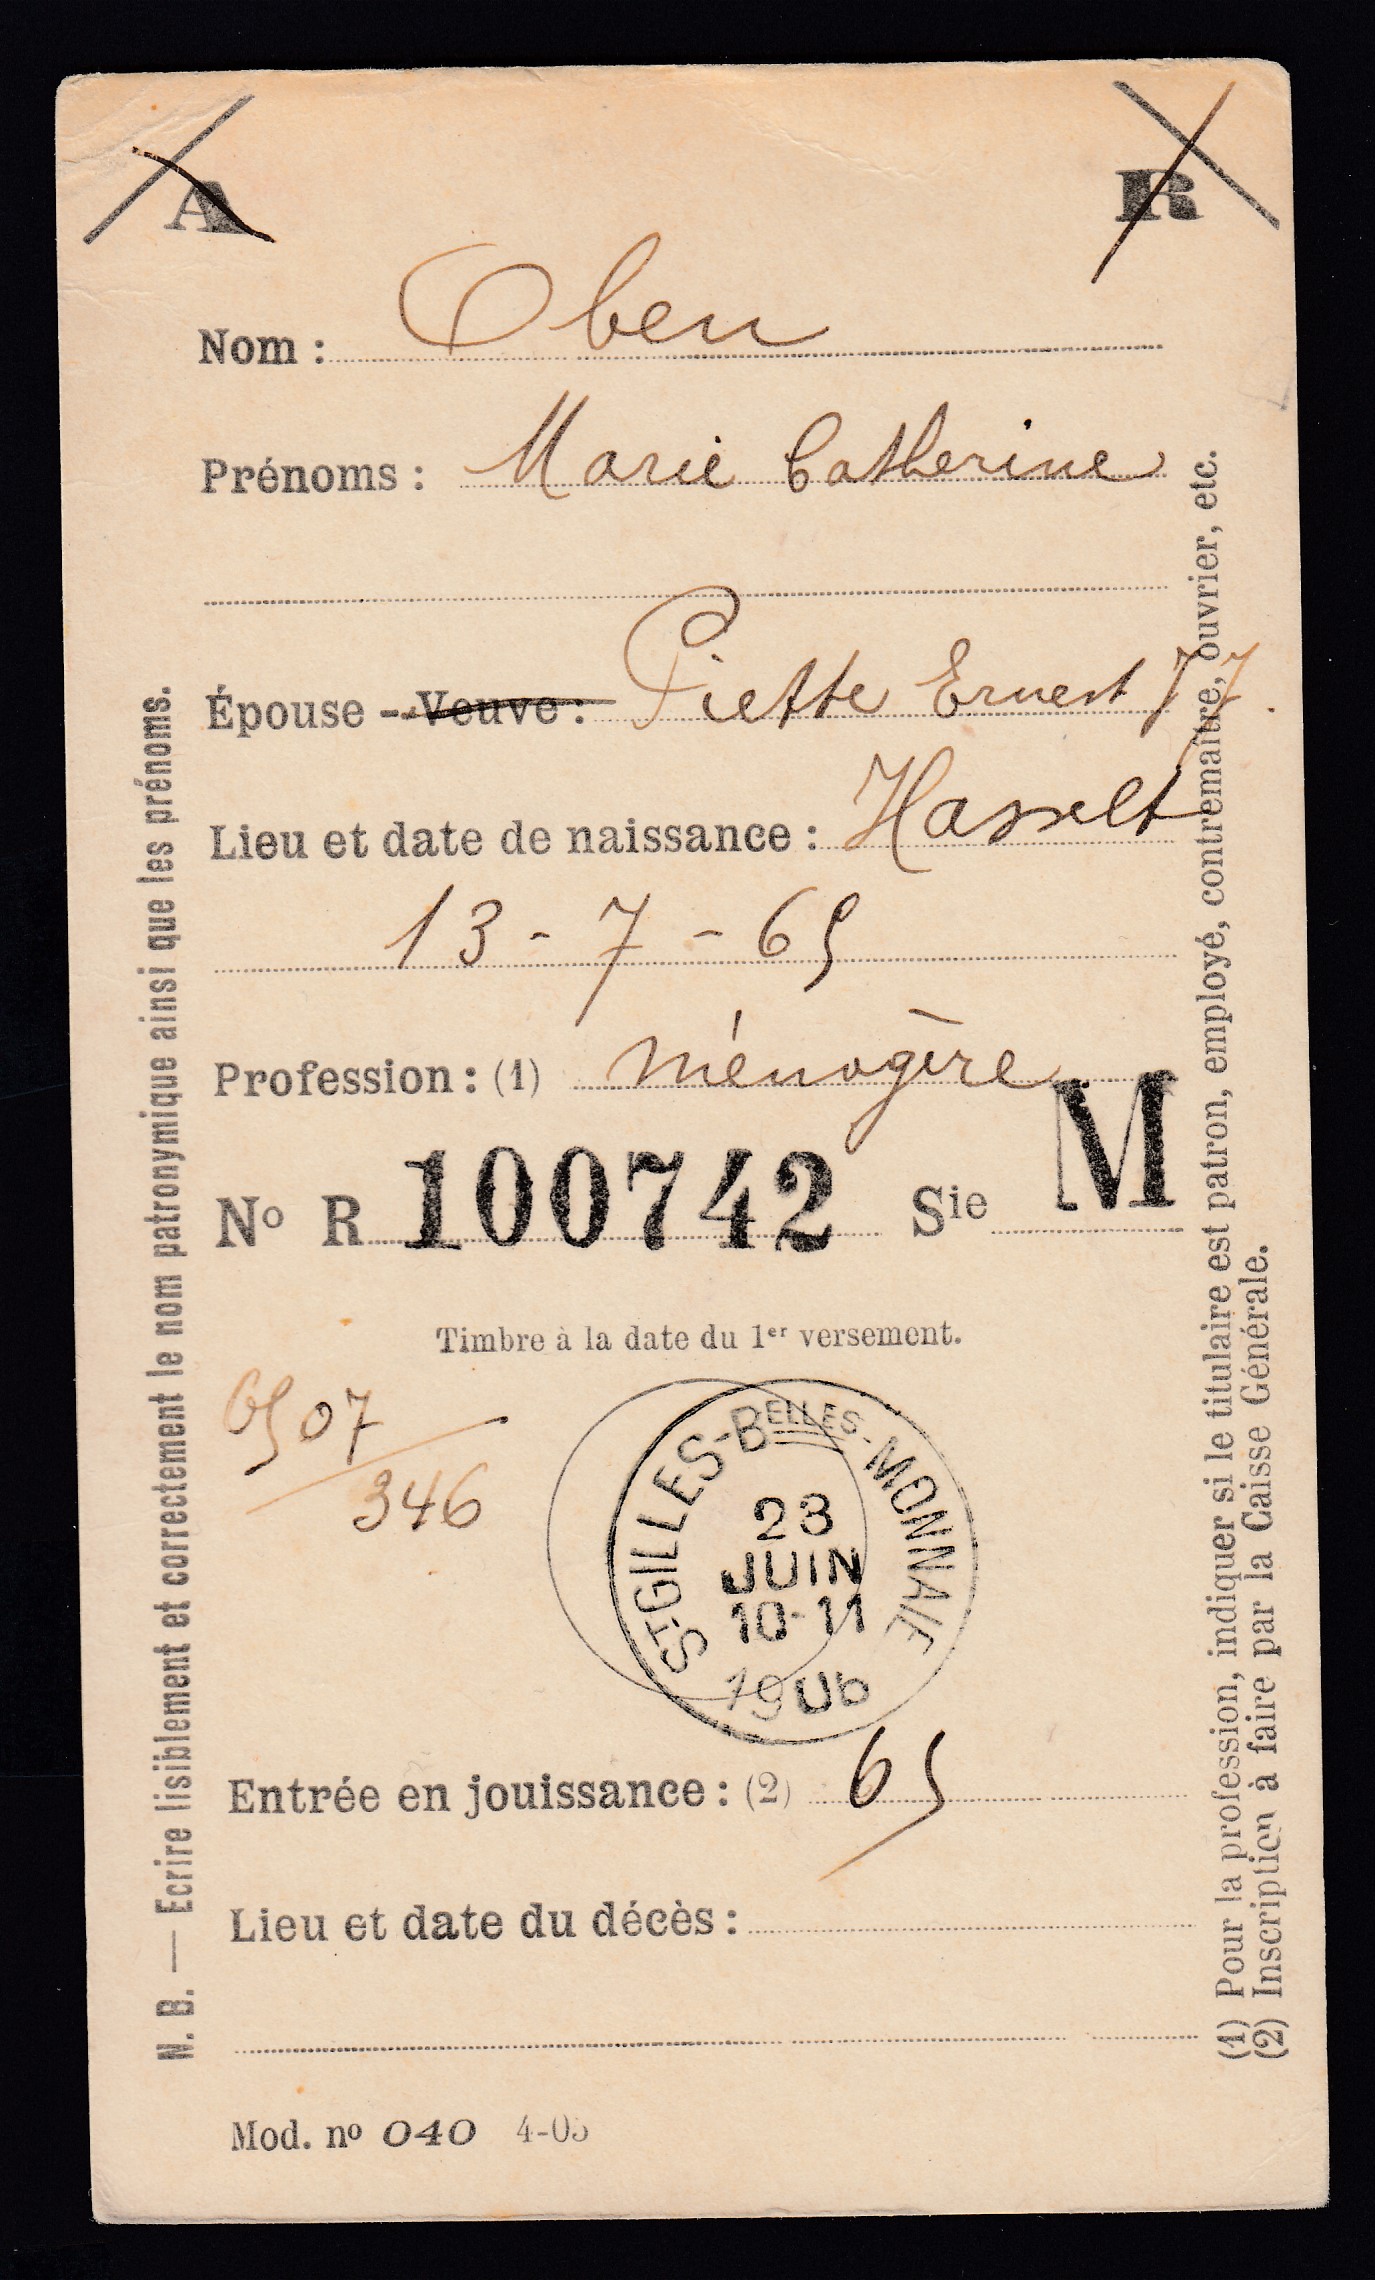 A R
Nom : Oben
Prénoms : Marie Catherine
Épouse - Veuve : Piette Ernest J J.
Lieu et date de naissance : Hasselt
13 - 7 - 65
Profession : (1) ménagère
No R 100742 Sie M
Timbre à la date du 1er versement.
6507
346
ST-GILLES-BELLES-MONNAIE
23
JUIN
10-11
1906
Entrée en jouissance : (2) 65
Lieu et date du décès :
Mod. no 040 4-05
N. B. — Ecrire lisiblement et correctement le nom patronymique ainsi que les prénoms.
(1) Pour la profession, indiquer si le titulaire est patron, employé, contremaître, ouvrier, etc.
(2) Inscription à faire par la Caisse Générale.